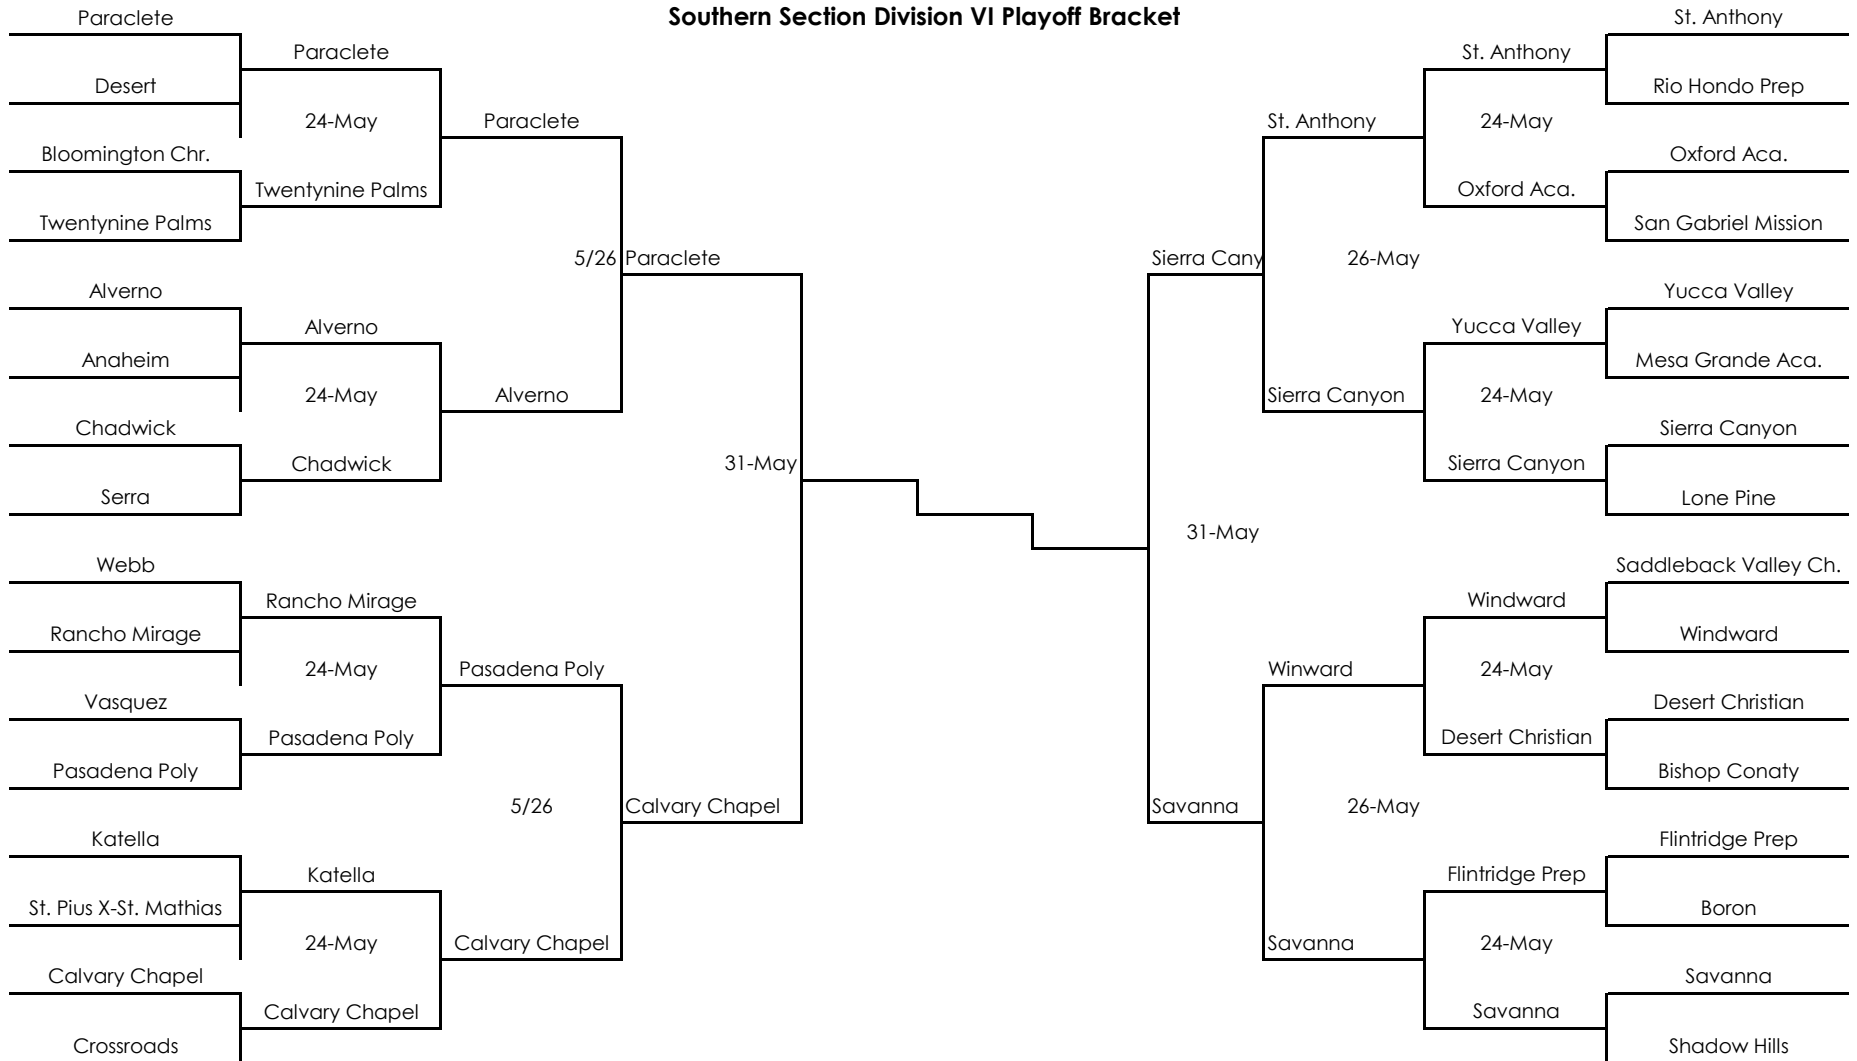 Southern Section Division VI Playoff Bracket
Paraclete
Desert
Bloomington Chr.
Twentynine Palms
Alverno
Anaheim
Chadwick
Serra
Webb
Rancho Mirage
Vasquez
Pasadena Poly
Katella
St. Pius X-St. Mathias
Calvary Chapel
Crossroads
Paraclete
24-May
Twentynine Palms
Alverno
24-May
Chadwick
Rancho Mirage
24-May
Pasadena Poly
Katella
24-May
Calvary Chapel
Paraclete
5/26
Alverno
Pasadena Poly
5/26
Calvary Chapel
Paraclete
31-May
Calvary Chapel
Sierra Cany
31-May
Savanna
St. Anthony
26-May
Sierra Canyon
Winward
26-May
Savanna
St. Anthony
24-May
Oxford Aca.
Yucca Valley
24-May
Sierra Canyon
Windward
24-May
Desert Christian
Flintridge Prep
24-May
Savanna
St. Anthony
Rio Hondo Prep
Oxford Aca.
San Gabriel Mission
Yucca Valley
Mesa Grande Aca.
Sierra Canyon
Lone Pine
Saddleback Valley Ch.
Windward
Desert Christian
Bishop Conaty
Flintridge Prep
Boron
Savanna
Shadow Hills